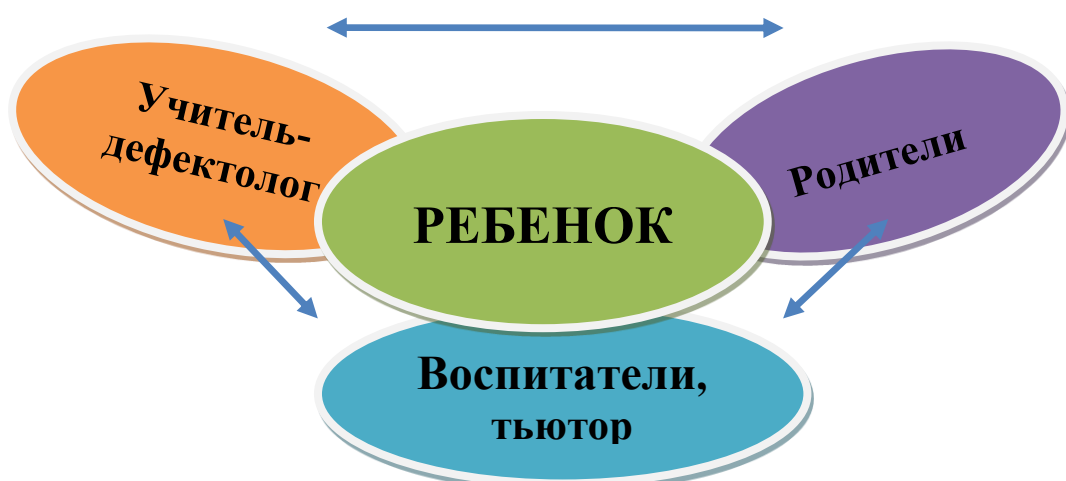 Учитель-
дефектолог
Родители
РЕБЕНОК
Воспитатели,
тьютор